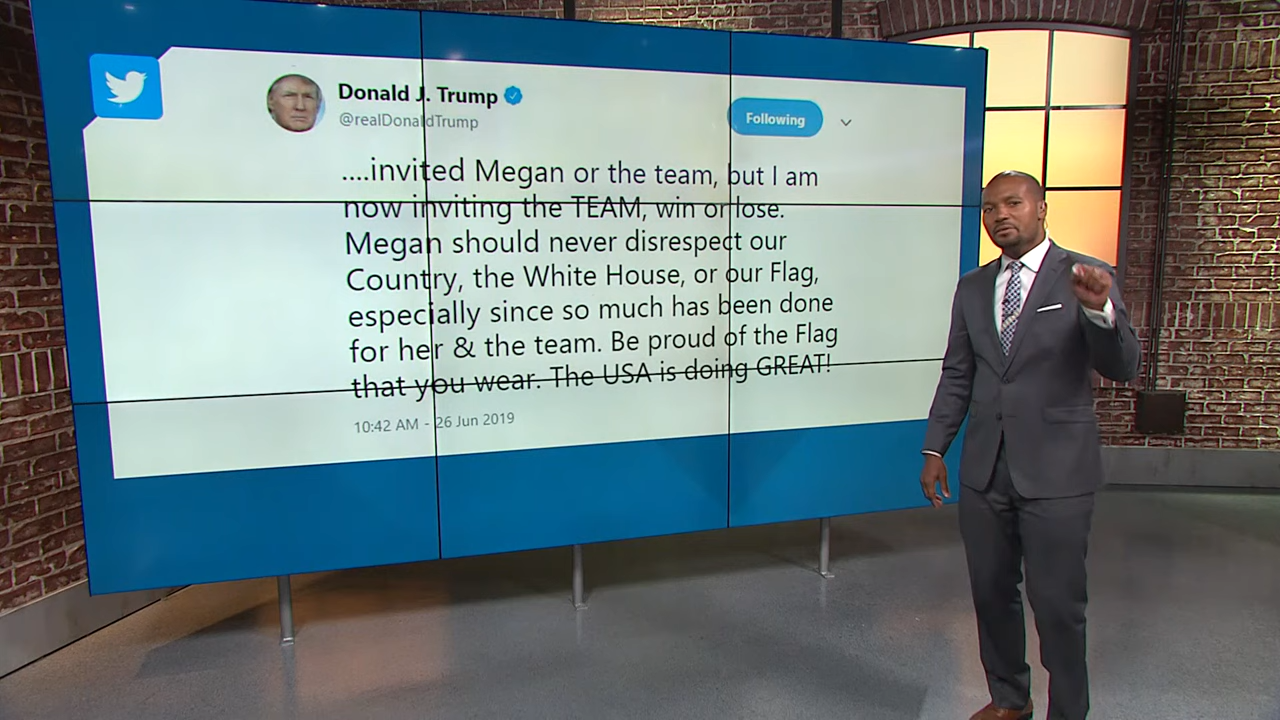 Donald J. Trump
@realDonaldTrump
Following
....invited Megan or the team, but I am
now inviting the TEAM, win or lose.
Megan should never disrespect our
Country, the White House, or our Flag,
especially since so much has been done
for her & the team. Be proud of the Flag
that you wear. The USA is doing GREAT!
10:42 AM - 26 Jun 2019